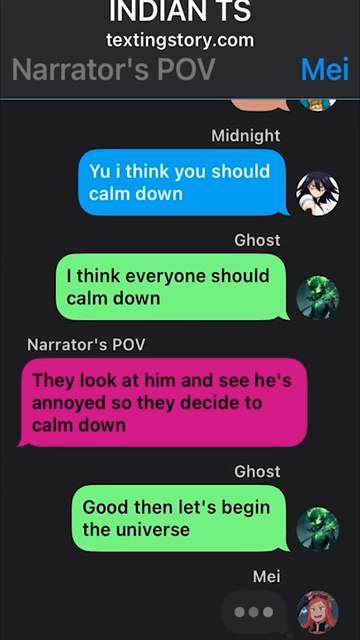 INDIAN TS
textingstory.com
Narrator's POV Mei
Midnight
Yu i think you should
calm down
Ghost
I think everyone should
calm down
Narrator's POV
They look at him and see he's
annoyed so they decide to
calm down
Ghost
Good then let's begin
the universe
Mei